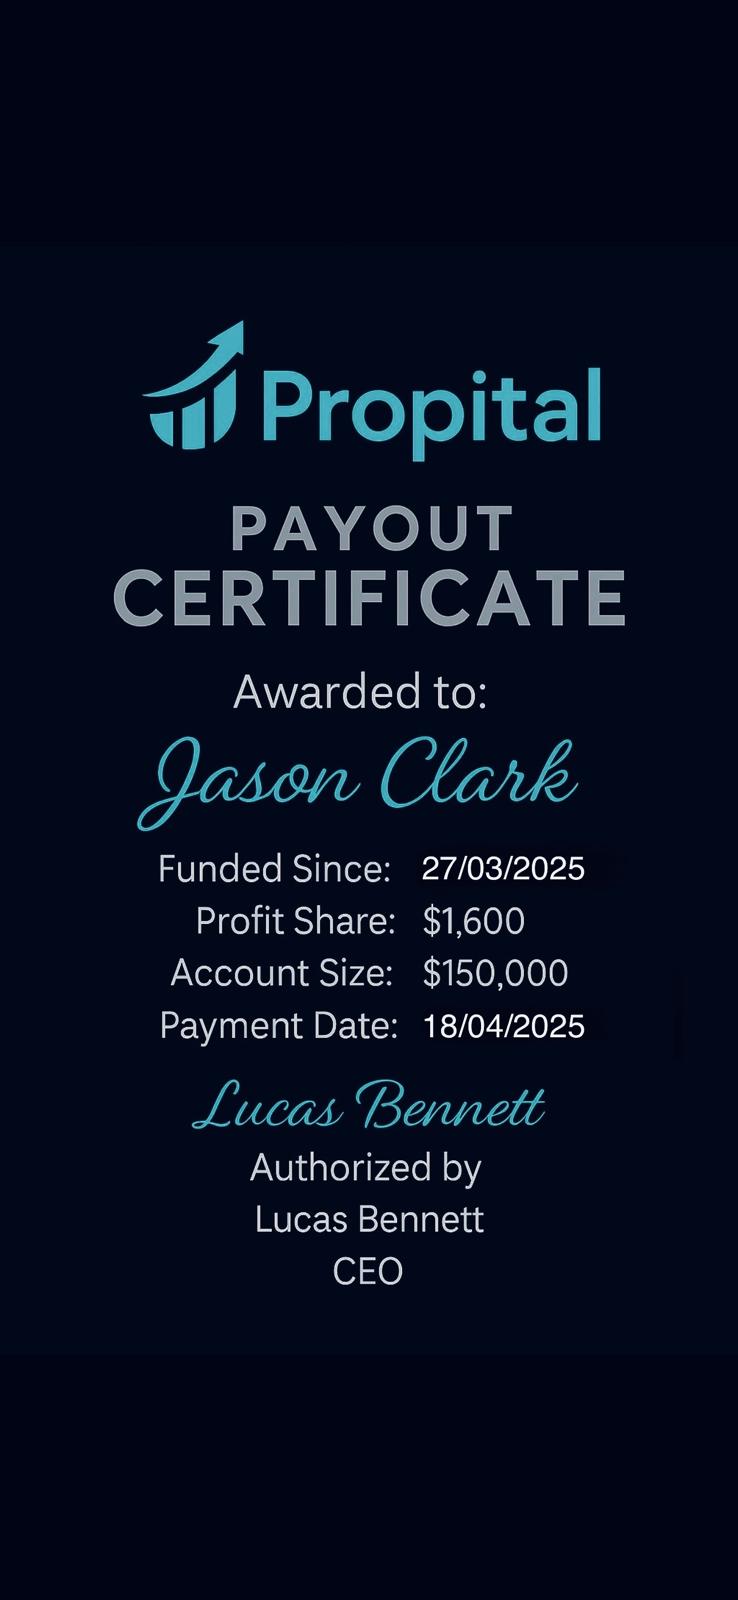 Propital
PAYOUT
CERTIFICATE
Awarded to:
Jason Clark
Funded Since: 27/03/2025
Profit Share: $1,600
Account Size: $150,000
Payment Date: 18/04/2025
Lucas Bennett
Authorized by
Lucas Bennett
CEO